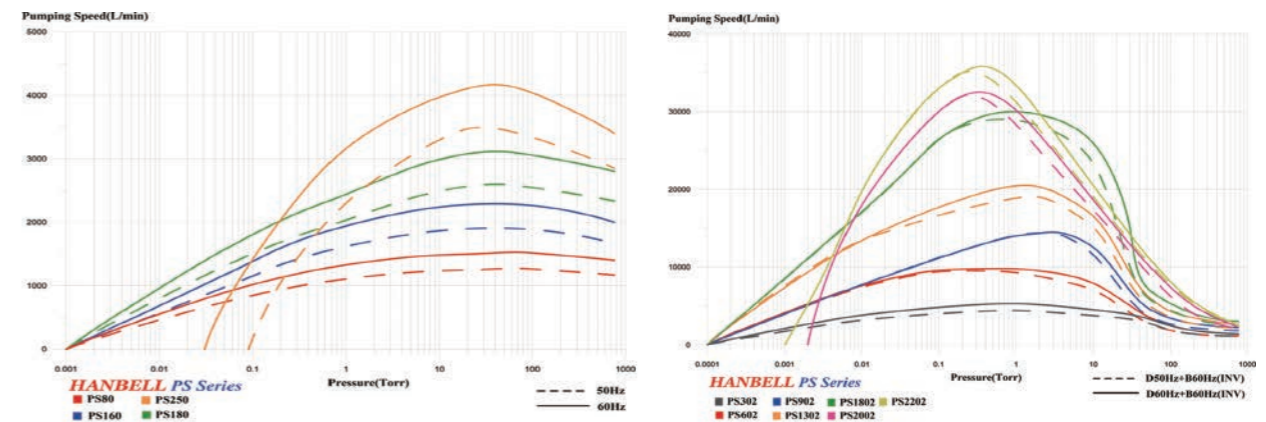 Pumping Speed(L/min)
5000
4000
3000
2000
1000
0
0.001
0.01
0.1
1
10
100
1000
Pressure(Torr)
HANBELL PS Series
PS80
PS250
PS160
PS180
50Hz
60Hz
Pumping Speed(L/min)
40000
30000
20000
10000
0
0.0001
0.001
0.01
0.1
1
10
100
1000
Pressure(Torr)
HANBELL PS Series
PS302
PS902
PS1802
PS2202
PS602
PS1302
PS2002
D50Hz+B60Hz(INV)
D60Hz+B60Hz(INV)